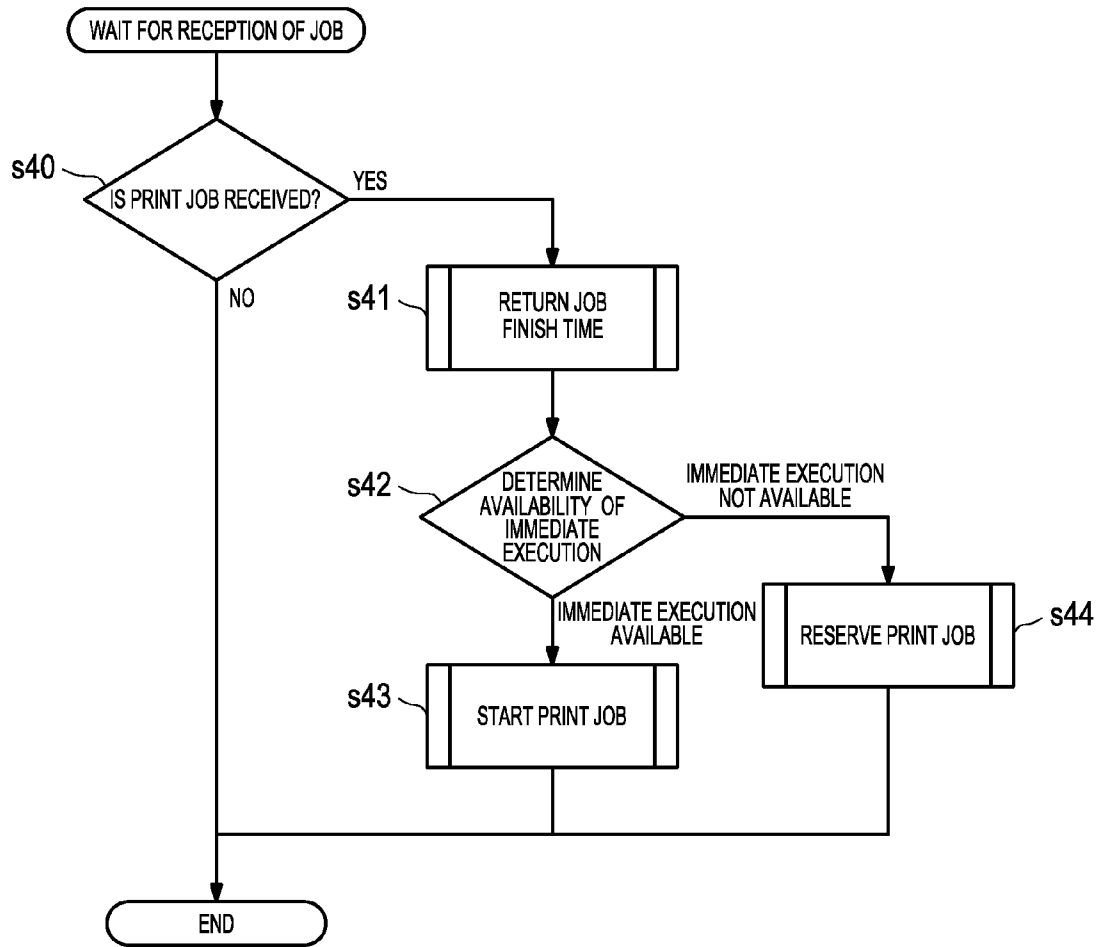 WAIT FOR RECEPTION OF JOB
s40
IS PRINT JOB RECEIVED?
YES
NO
s41
RETURN JOB
FINISH TIME
s42
DETERMINE
AVAILABILITY OF
IMMEDIATE
EXECUTION
IMMEDIATE EXECUTION
NOT AVAILABLE
IMMEDIATE EXECUTION
AVAILABLE
s43
START PRINT JOB
RESERVE PRINT JOB
s44
END